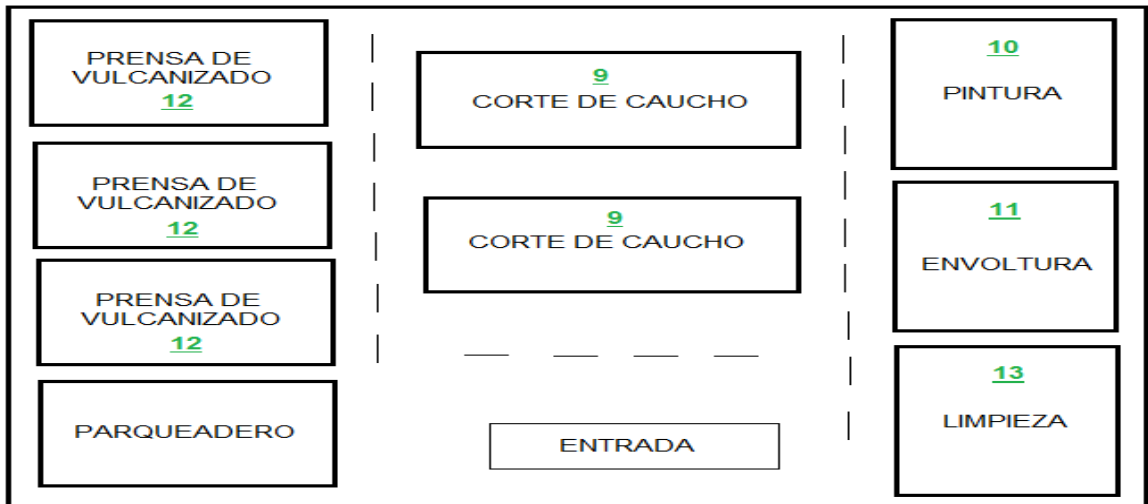 PRENSA DE
VULCANIZADO
12
PRENSA DE
VULCANIZADO
12
PRENSA DE
VULCANIZADO
12
PARQUEADERO
9
CORTE DE CAUCHO
9
CORTE DE CAUCHO
ENTRADA
10
PINTURA
11
ENVOLTURA
13
LIMPIEZA